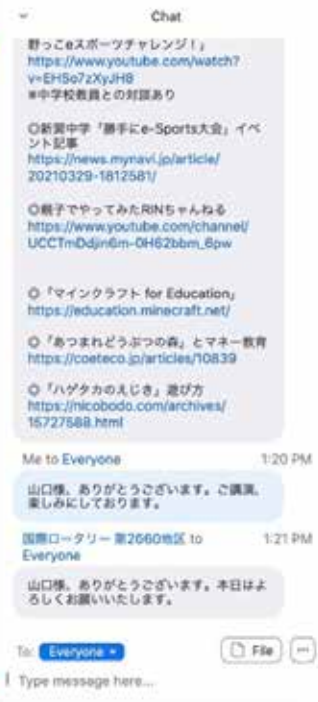 Chat
野っこeスポーツチャレンジ！」
https://www.youtube.com/watch?
v=EHSo7zXyJH8
※中学校教員との対談あり
◎新翼中学「勝手にe-Sports大会」イベ
ント記事
https://news.mynavi.jp/article/
20210329-1812581/
◎親子でやってみたRINちゃんねる
https://www.youtube.com/channel/
UCCTmDdjin6m-0H62bbm_6pw
◎「マインクラフト for Education」
https://education.minecraft.net/
◎「あつまれどうぶつの森」とマネー教育
https://coeteco.jp/articles/10839
◎「ハゲタカのえじき」遊び方
https://nicobodo.com/archives/
15727588.html
Me to Everyone 1:20 PM
山口様、ありがとうございます。ご講演、
楽しみにしております。
国際ロータリー 第2660地区 to 1:21 PM
Everyone
山口様、ありがとうございます。本日はよ
ろしくお願いいたします。
To: Everyone
File
Type message here...